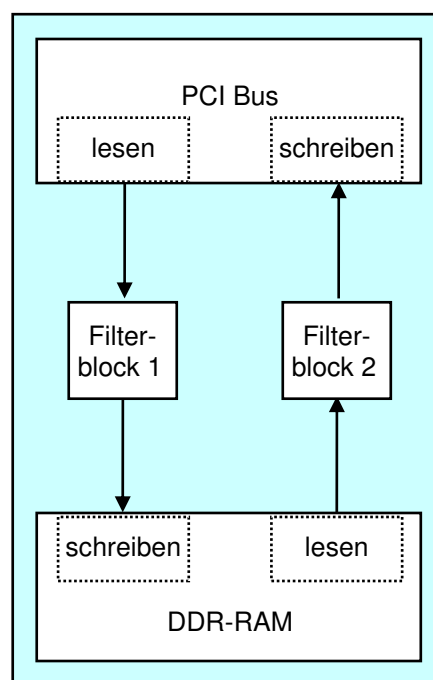 PCI Bus
lesen
schreiben
Filter-
block 1
Filter-
block 2
schreiben
lesen
DDR-RAM